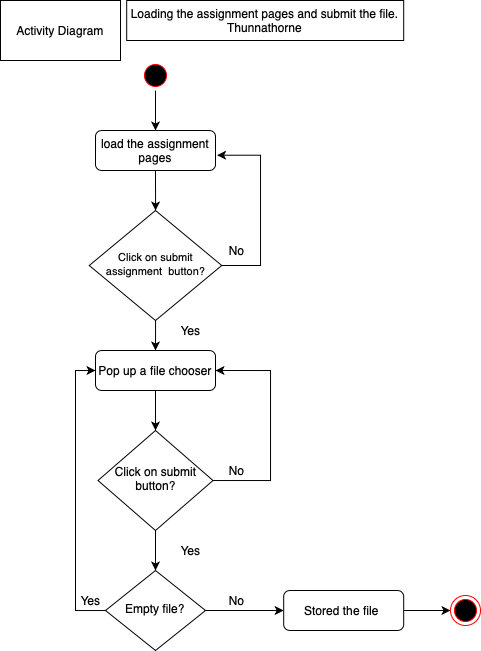 Activity Diagram
Loading the assignment pages and submit the file.
Thunnathorne
load the assignment
pages
Click on submit
assignment button?
No
Yes
Pop up a file chooser
Click on submit
button?
No
Yes
Empty file?
Yes
No
Stored the file